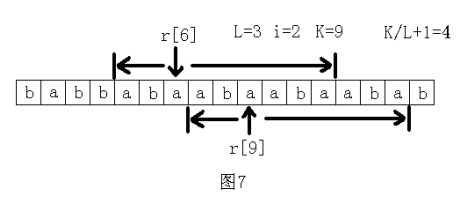 r[6] L=3 i=2 K=9 K/L+1=4
b a b b a b a a b a a b a a b a b
r[9]
图7